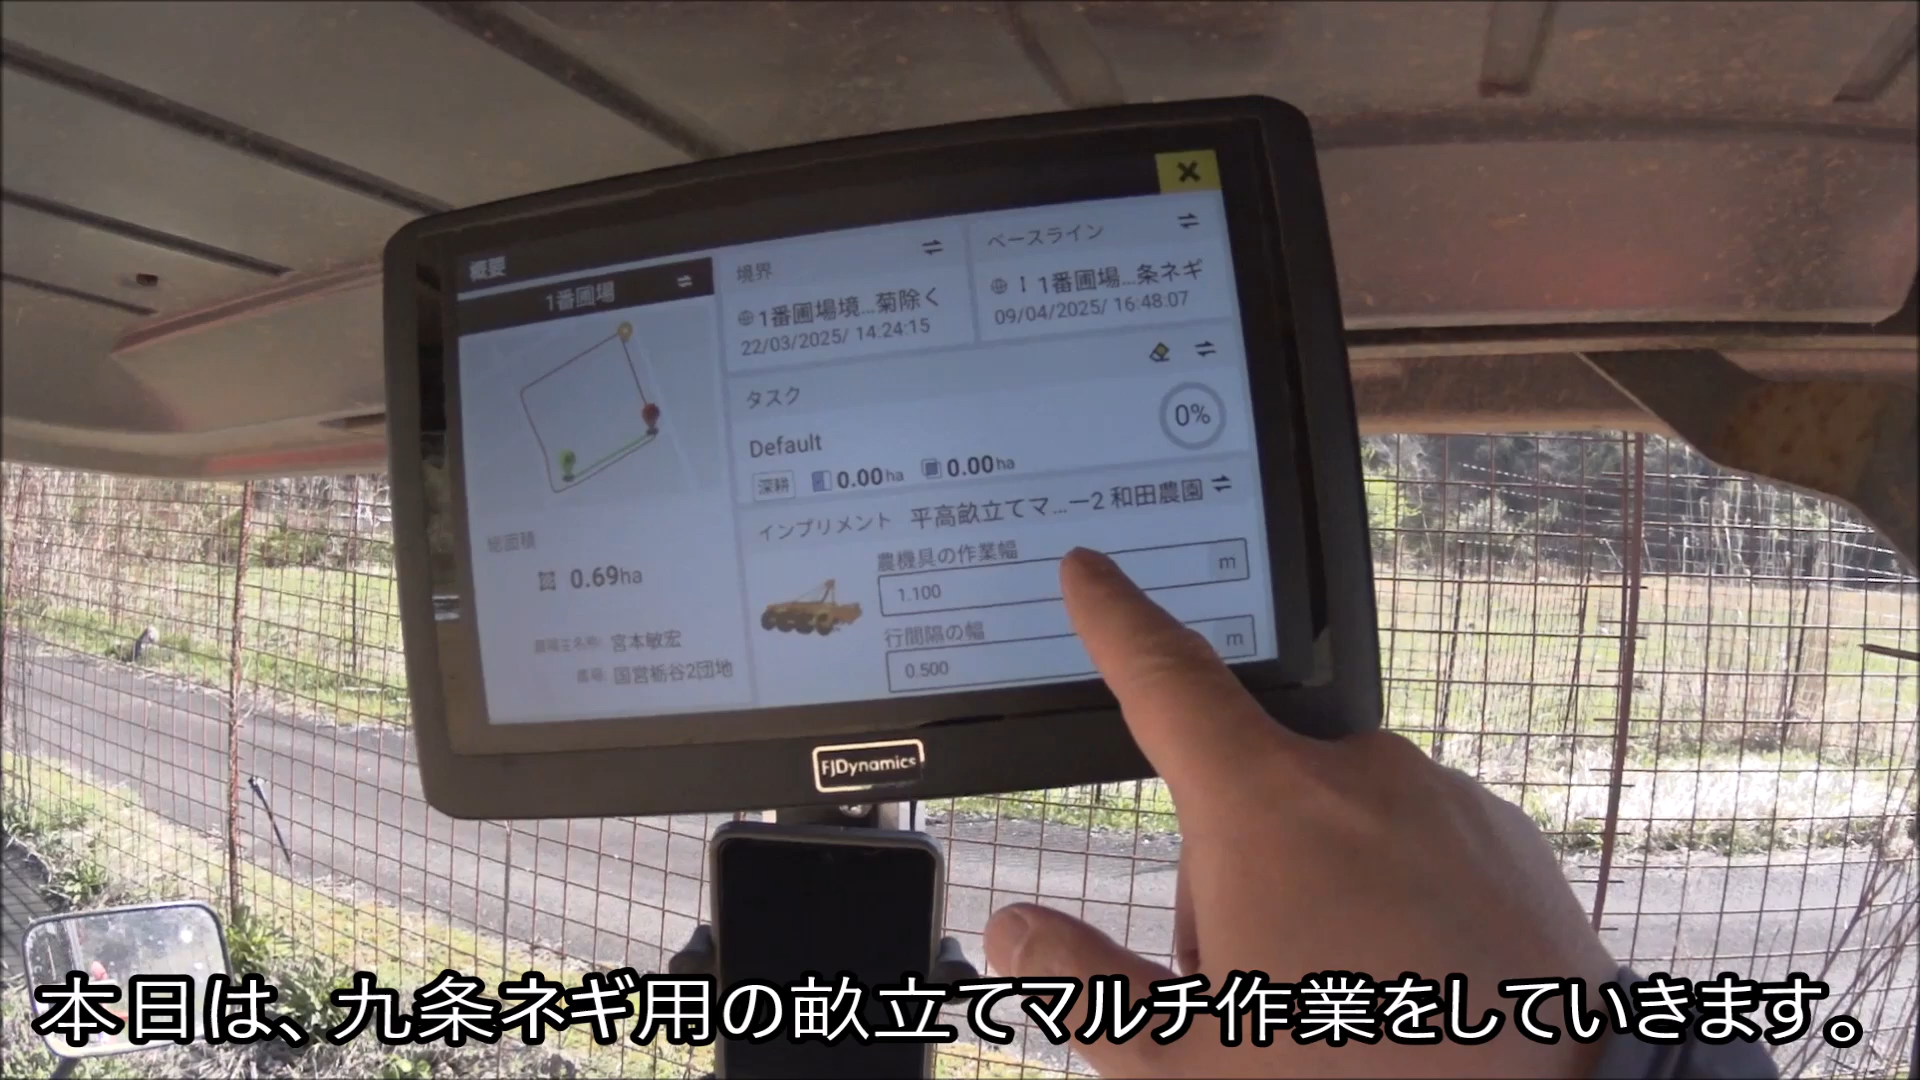 概要
1番圃場
総面積
0.69ha
宮本敏宏
国営栃谷2団地
境界
1番圃場境...菊除く
22/03/2025/ 14:24:15
ベースライン
1番圃場...条ネギ
09/04/2025/ 16:48:07
タスク
Default
0%
深耕 0.00ha 0.00ha
インプリメント 平高畝立てマ...ー2 和田農園
農機具の作業幅
1.100 m
行間隔の幅
0.500 m
FJDynamics
本日は、九条ネギ用の畝立てマルチ作業をしていきます。